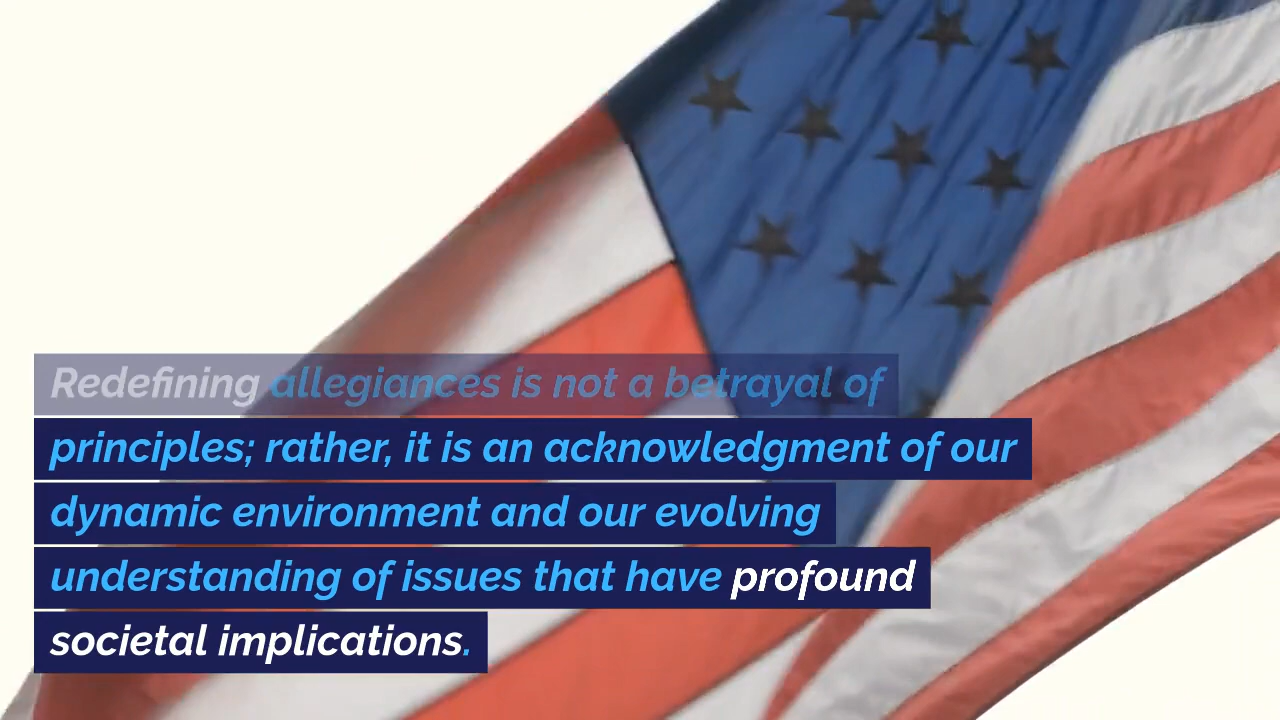 Redefining allegiances is not a betrayal of
principles; rather, it is an acknowledgment of our
dynamic environment and our evolving
understanding of issues that have profound
societal implications.